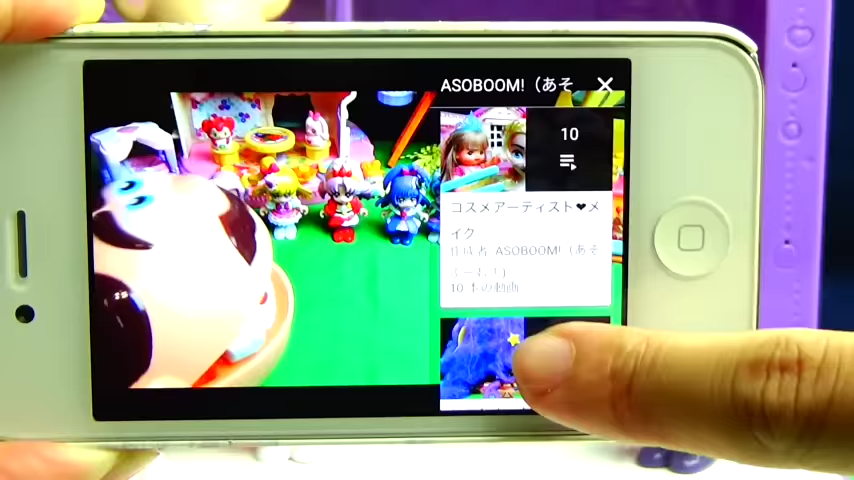 ASOBOOM! (あそ
10
コスメアーティスト❤メ
イク
作成者 ASOBOOM! (あそ
10 本の動画